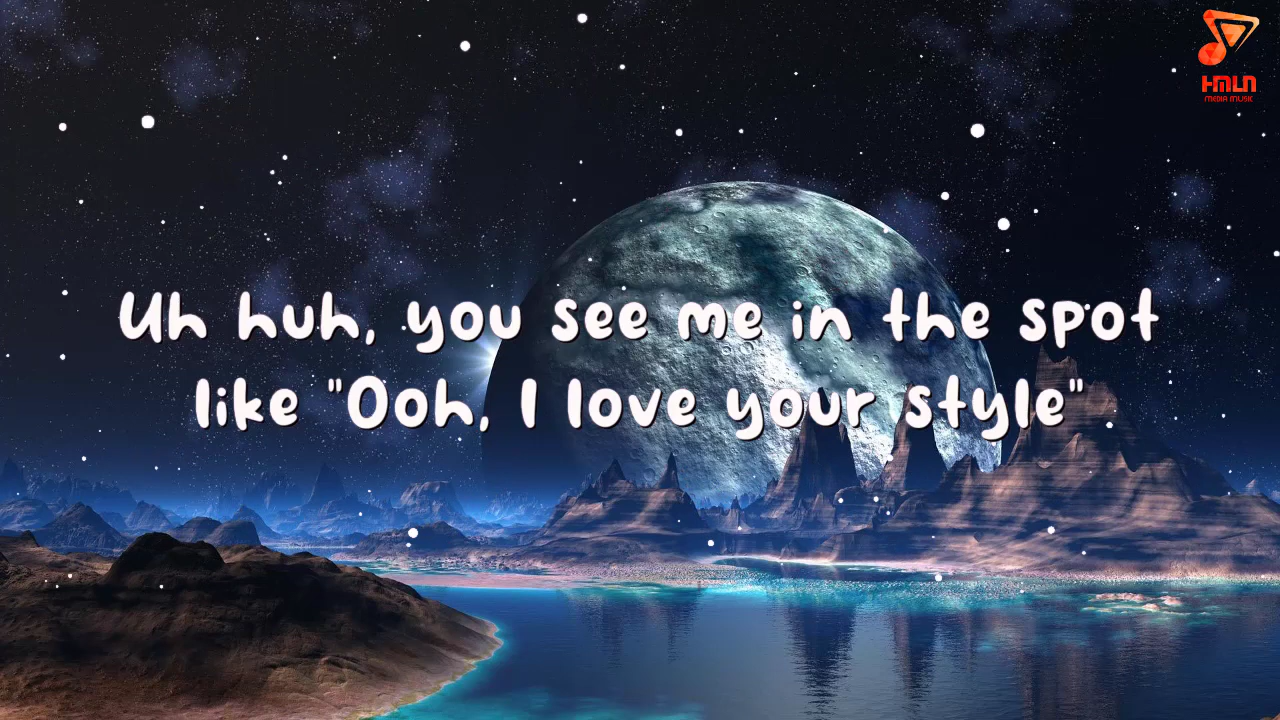 HMLN
MEDIA MUSIC
Uh huh, you see me in the spot
like "Ooh, I love your style"